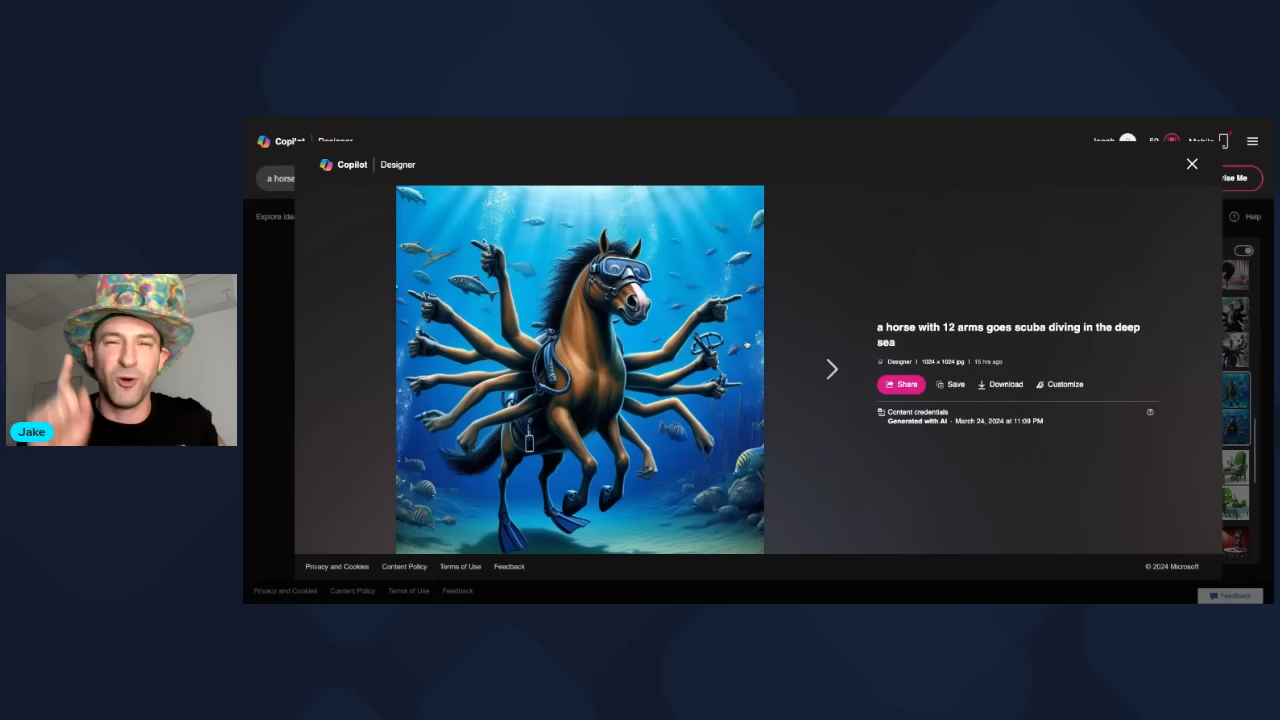 Copilot
Copilot | Designer
a horse
rise Me
Explore idea
Help
a horse with 12 arms goes scuba diving in the deep
sea
Designer | 1024 × 1024 jpg | 15 hrs ago
Share Save Download Customize
Content credentials
Generated with AI · March 24, 2024 at 11:09 PM
Jake
Privacy and Cookies Content Policy Terms of Use Feedback © 2024 Microsoft
Privacy and Cookies Content Policy Terms of Use Feedback
Feedback